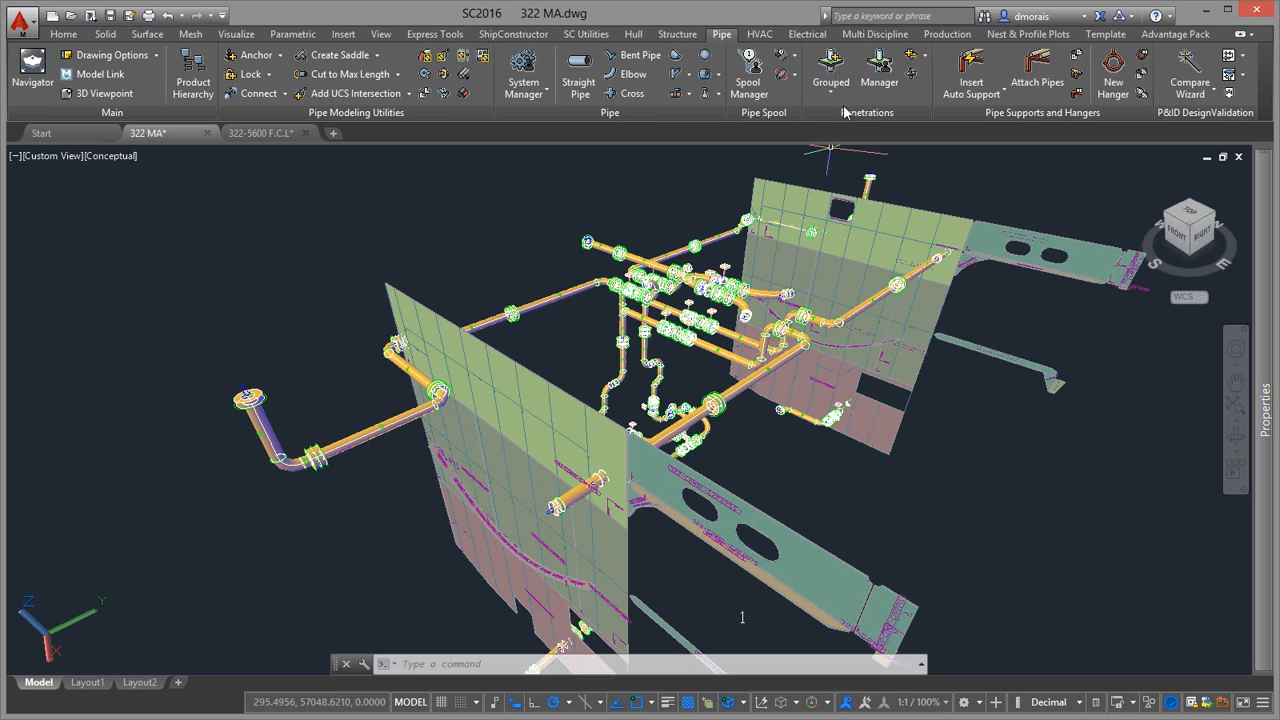 SC2016 322 MA.dwg
Type a keyword or phrase
dmorais
Home Solid Surface Mesh Visualize Parametric Insert View Express Tools ShipConstructor SC Utilities Hull Structure Pipe HVAC Electrical Multi Discipline Production Nest & Profile Plots Template Advantage Pack
M
Navigator
Drawing Options
Model Link
3D Viewpoint
Product
Hierarchy
Anchor
Lock
Connect
Create Saddle
Cut to Max Length
Add UCS Intersection
System
Manager
Straight
Pipe
Bent Pipe
Elbow
Cross
Spool
Manager
Grouped
Manager
Insert
Auto Support
Attach Pipes
New
Hanger
Compare
Wizard
Main Pipe Modeling Utilities Pipe Pipe Spool Penetrations Pipe Supports and Hangers P&ID DesignValidation
Start 322 MA* 322-5600 F.C.L*
[−][Custom View][Conceptual]
TOP
FRONT RIGHT
W S E
WCS
Properties
Z Y
X
1
Type a command
Model Layout1 Layout2
295.4956, 57048.6210, 0.0000 MODEL 1:1 / 100% Decimal